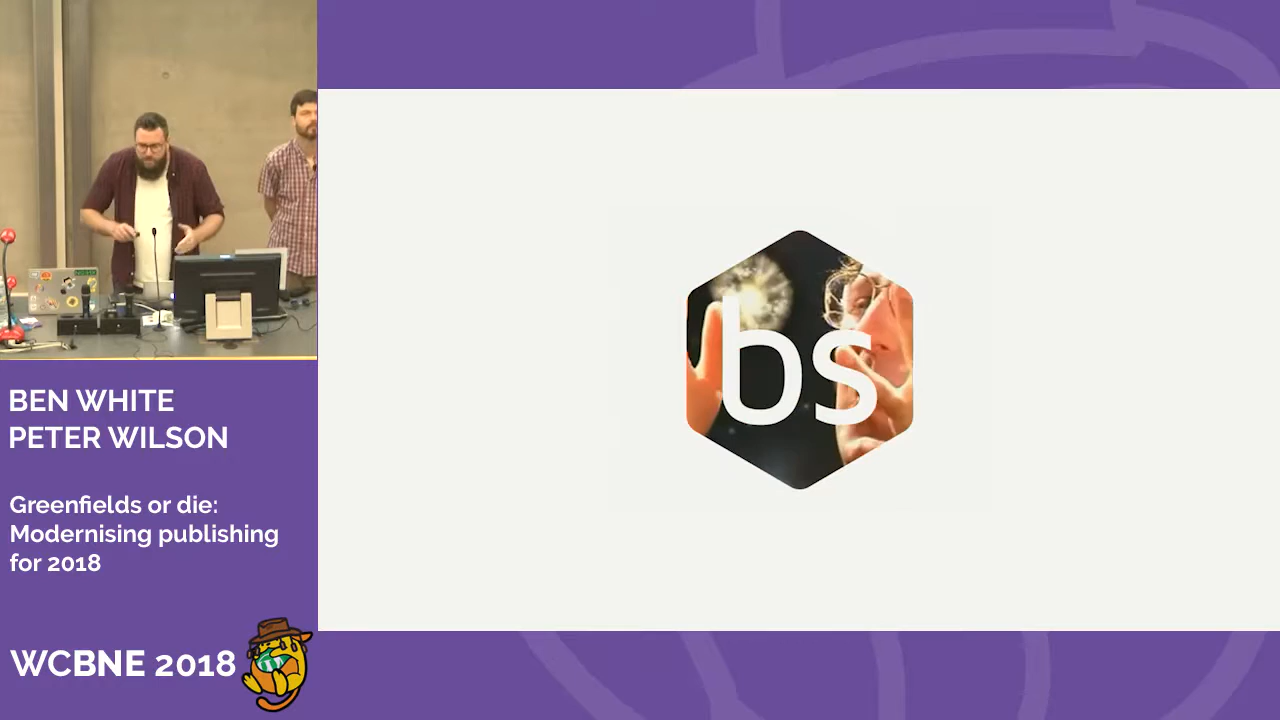 BEN WHITE
PETER WILSON
Greenfields or die:
Modernising publishing
for 2018
WCBNE 2018
bs